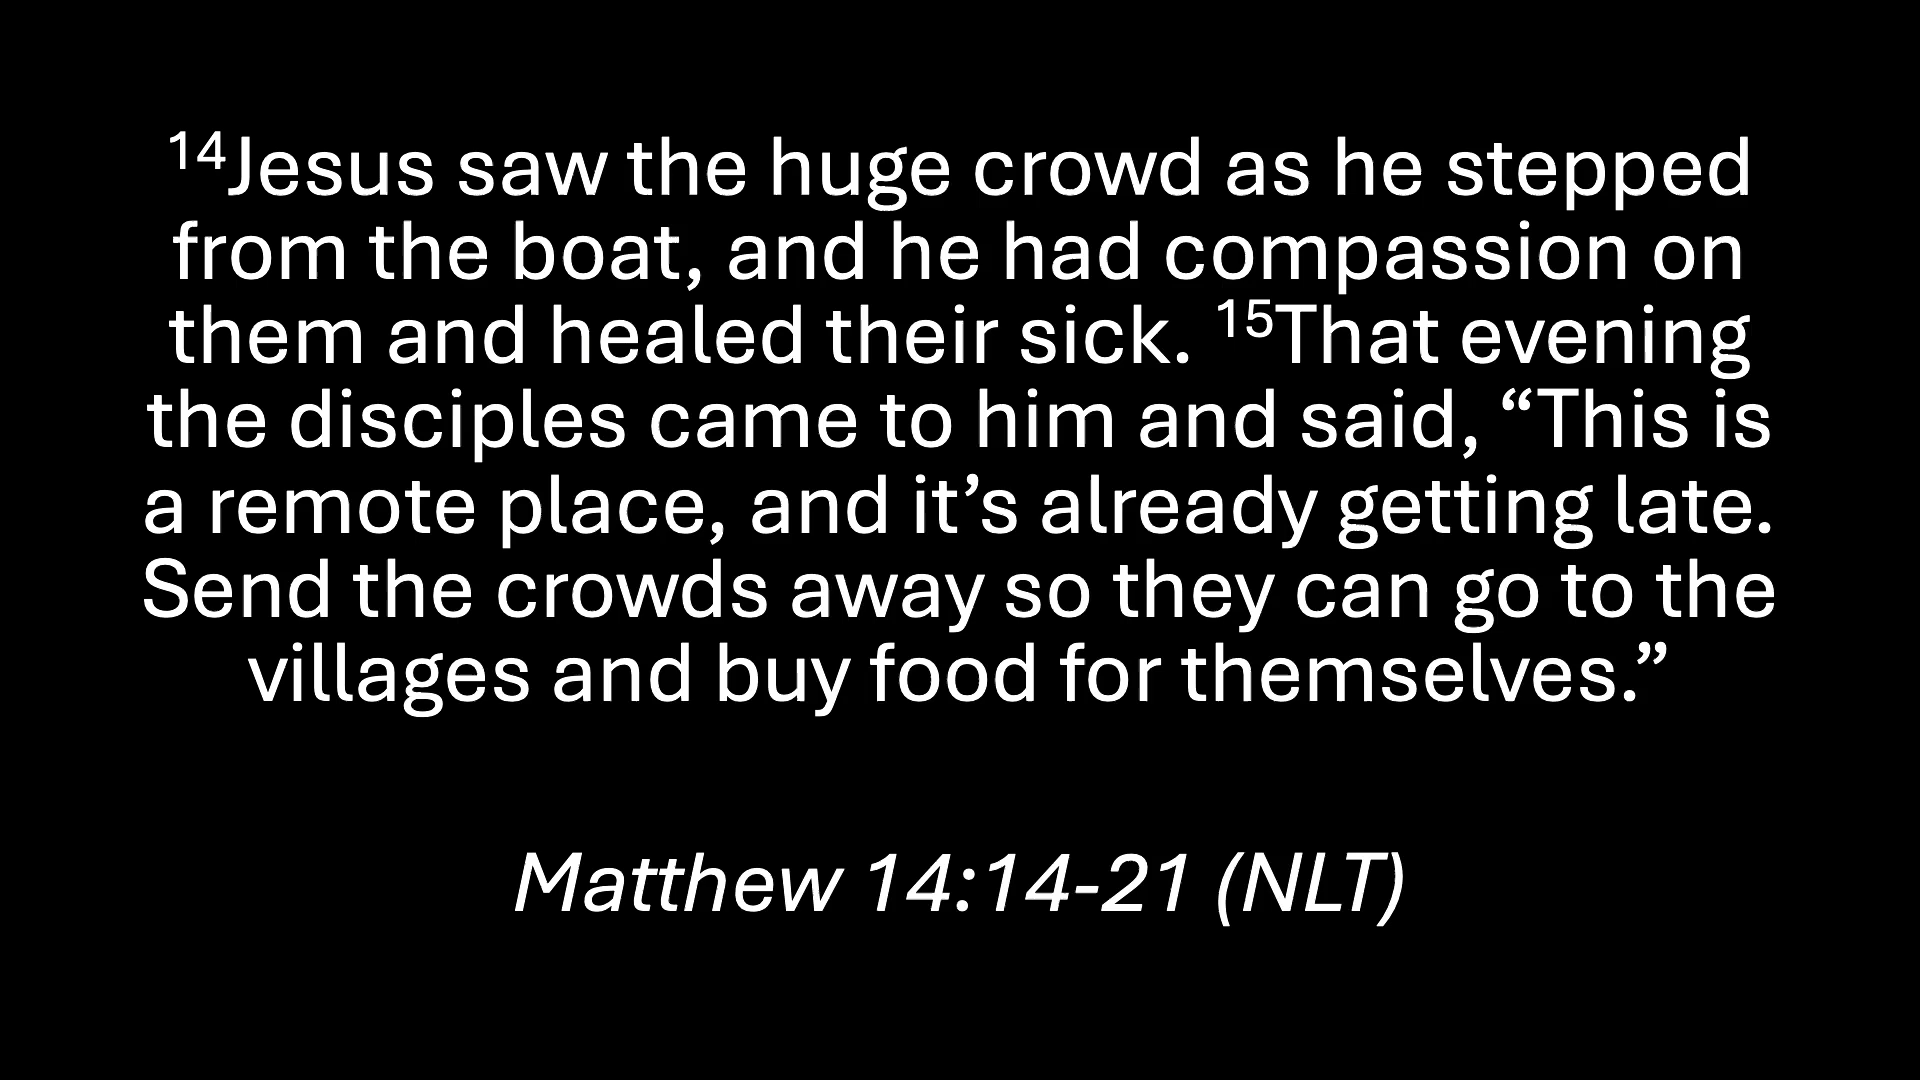 ¹⁴Jesus saw the huge crowd as he stepped
from the boat, and he had compassion on
them and healed their sick. ¹⁵That evening
the disciples came to him and said, “This is
a remote place, and it’s already getting late.
Send the crowds away so they can go to the
villages and buy food for themselves.”
Matthew 14:14-21 (NLT)